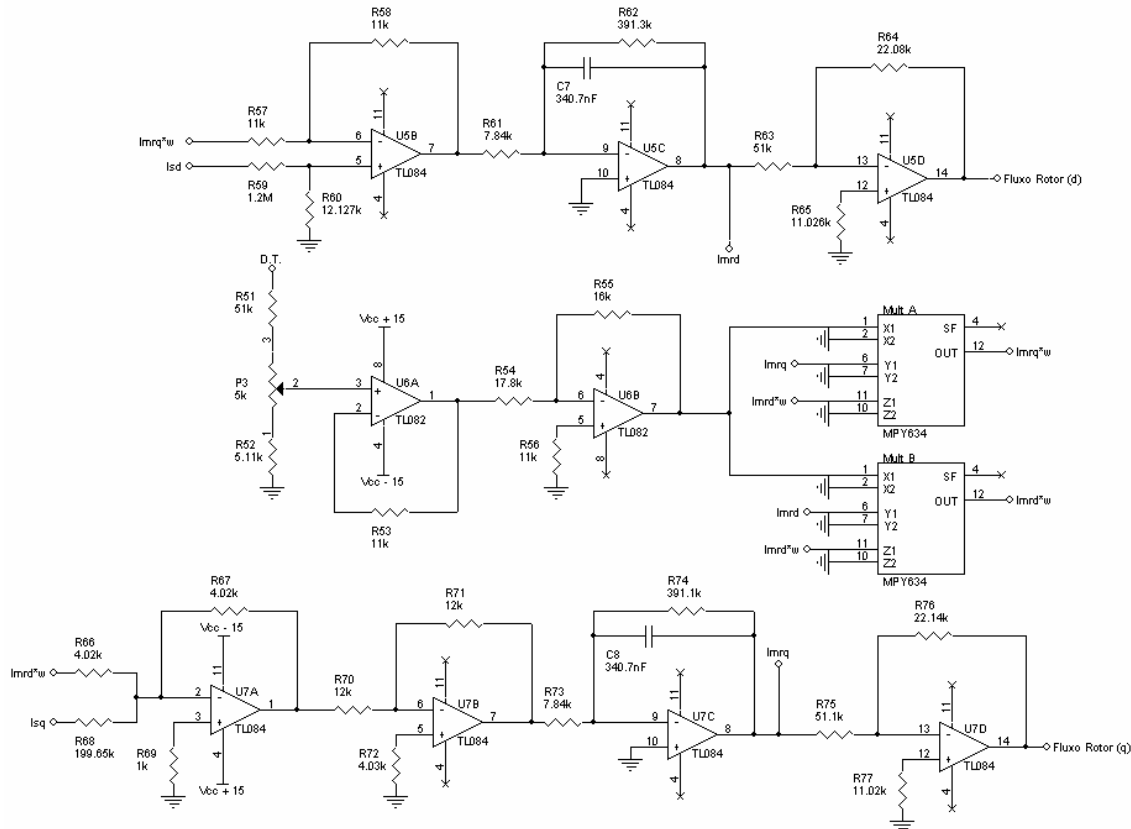 R58
11k
R62
391.3k
R64
22.08k
C7
340.7nF
R57
11k
Imrq*w
11
6
5
U5B
7
TL084
4
R61
7.84k
11
9
10
U5C
8
TL084
4
R63
51k
11
13
12
U5D
14
TL084
4
Fluxo Rotor (d)
Isd
R59
1.2M
R60
12.127k
R65
11.026k
Imrd
D.T.
R51
51k
3
P3
5k
2
1
R52
5.11k
Vcc + 15
8
3
2
U6A
1
TL082
4
Vcc - 15
R53
11k
R54
17.8k
R55
16k
4
6
5
U6B
7
TL082
8
R56
11k
Mult_A
1 X1 SF 4
2 X2
OUT 12 Imrq*w
Imrq 6 Y1
7 Y2
Imrd*w 11 Z1
10 Z2
MPY634
Mult_B
1 X1 SF 4
2 X2
OUT 12 Imrd*w
Imrd 6 Y1
7 Y2
Imrd*w 11 Z1
10 Z2
MPY634
R67
4.02k
Vcc - 15
R66
4.02k
Imrd*w
Isq
R68
199.65k
11
2
3
U7A
1
TL084
4
Vcc + 15
R69
1k
R70
12k
R71
12k
11
6
5
U7B
7
TL084
4
R72
4.03k
R73
7.84k
R74
391.1k
C8
340.7nF
11
9
10
U7C
8
TL084
4
Imrq
R75
51.1k
R76
22.14k
11
13
12
U7D
14
TL084
4
R77
11.02k
Fluxo Rotor (q)